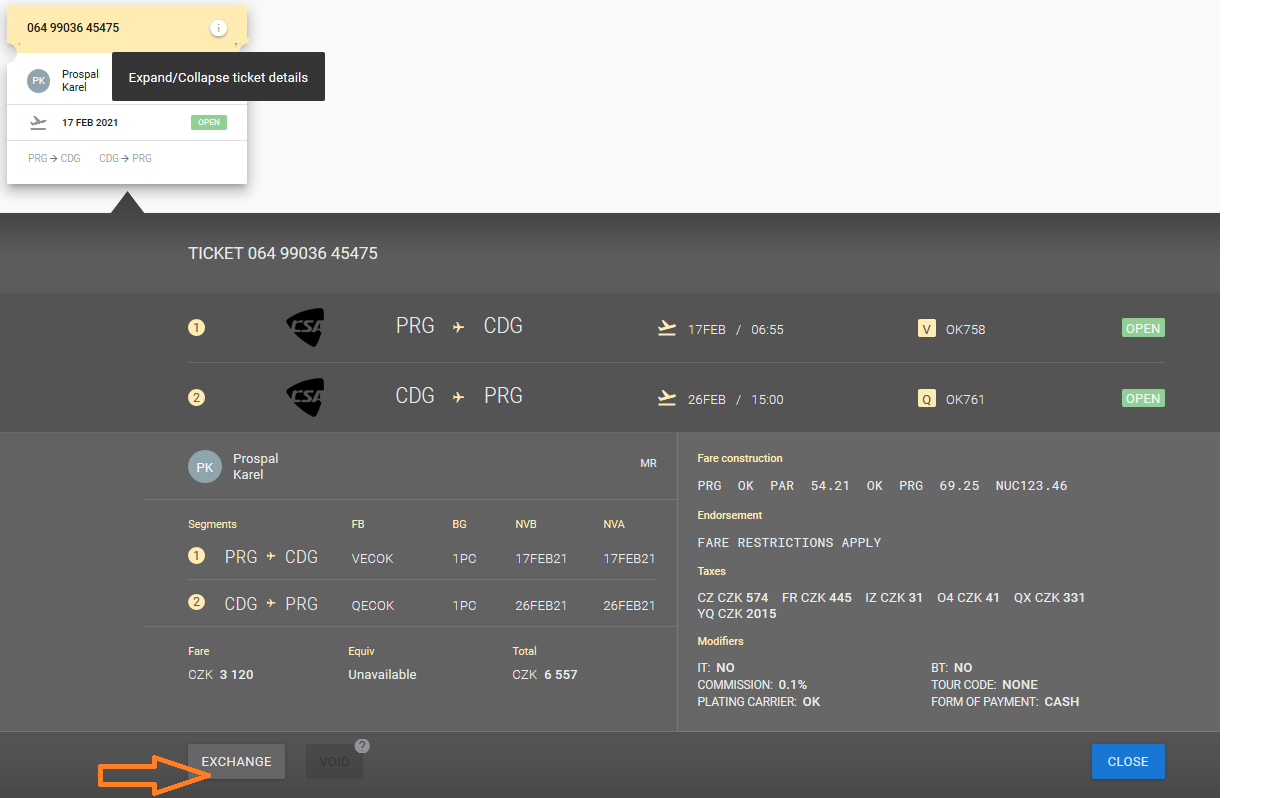 064 99036 45475
i
PK
Prospal
Karel
Expand/Collapse ticket details
17 FEB 2021
OPEN
PRG → CDG CDG → PRG
TICKET 064 99036 45475
1 CSA PRG CDG 17FEB / 06:55 V OK758 OPEN
2 CSA CDG PRG 26FEB / 15:00 Q OK761 OPEN
PK
Prospal
Karel
MR
Segments FB BG NVB NVA
1 PRG CDG VECOK 1PC 17FEB21 17FEB21
2 CDG PRG QECOK 1PC 26FEB21 26FEB21
Fare Equiv Total
CZK 3 120 Unavailable CZK 6 557
Fare construction
PRG OK PAR 54.21 OK PRG 69.25 NUC123.46
Endorsement
FARE RESTRICTIONS APPLY
Taxes
CZ CZK 574 FR CZK 445 IZ CZK 31 O4 CZK 41 QX CZK 331
YQ CZK 2015
Modifiers
IT: NO BT: NO
COMMISSION: 0.1% TOUR CODE: NONE
PLATING CARRIER: OK FORM OF PAYMENT: CASH
EXCHANGE VOID ? CLOSE